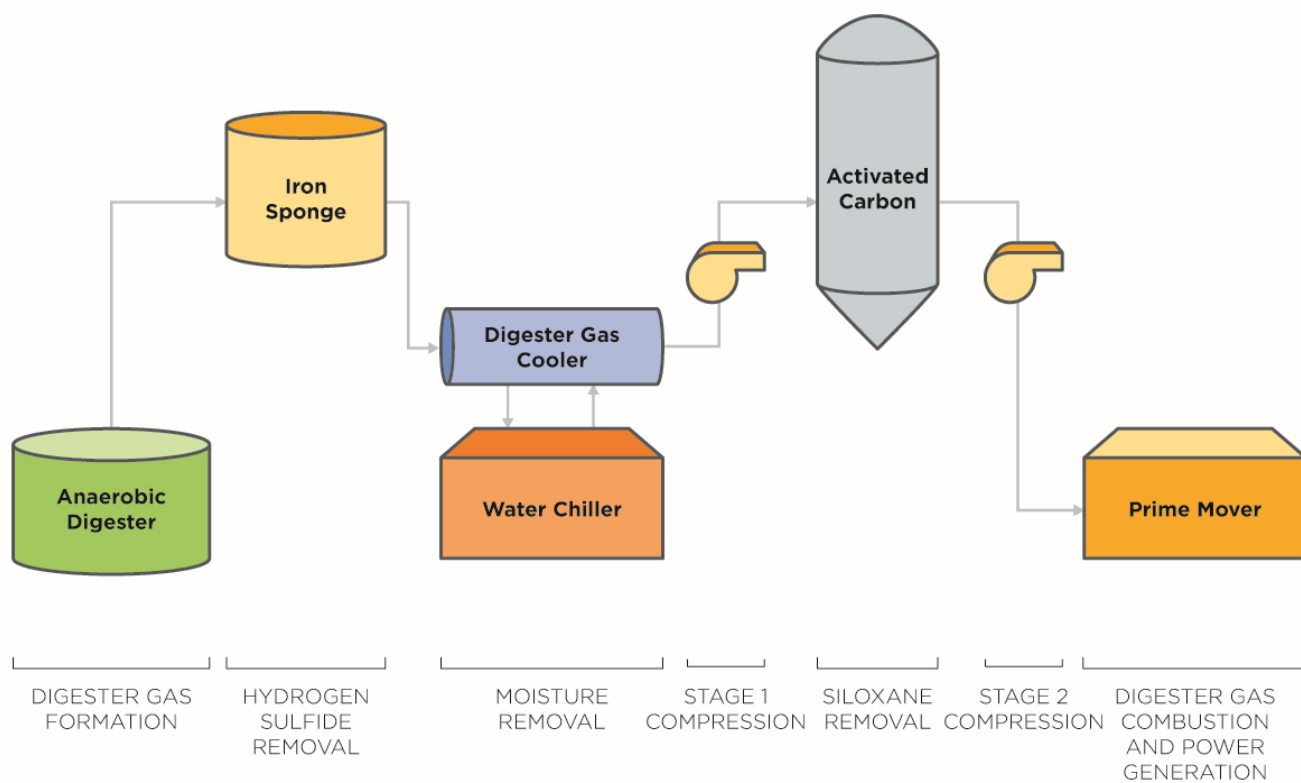 Activated
Carbon
Iron
Sponge
Digester Gas
Cooler
Anaerobic
Digester
Water Chiller
Prime Mover
DIGESTER GAS
FORMATION
HYDROGEN
SULFIDE
REMOVAL
MOISTURE
REMOVAL
STAGE 1
COMPRESSION
SILOXANE
REMOVAL
STAGE 2
COMPRESSION
DIGESTER GAS
COMBUSTION
AND POWER
GENERATION